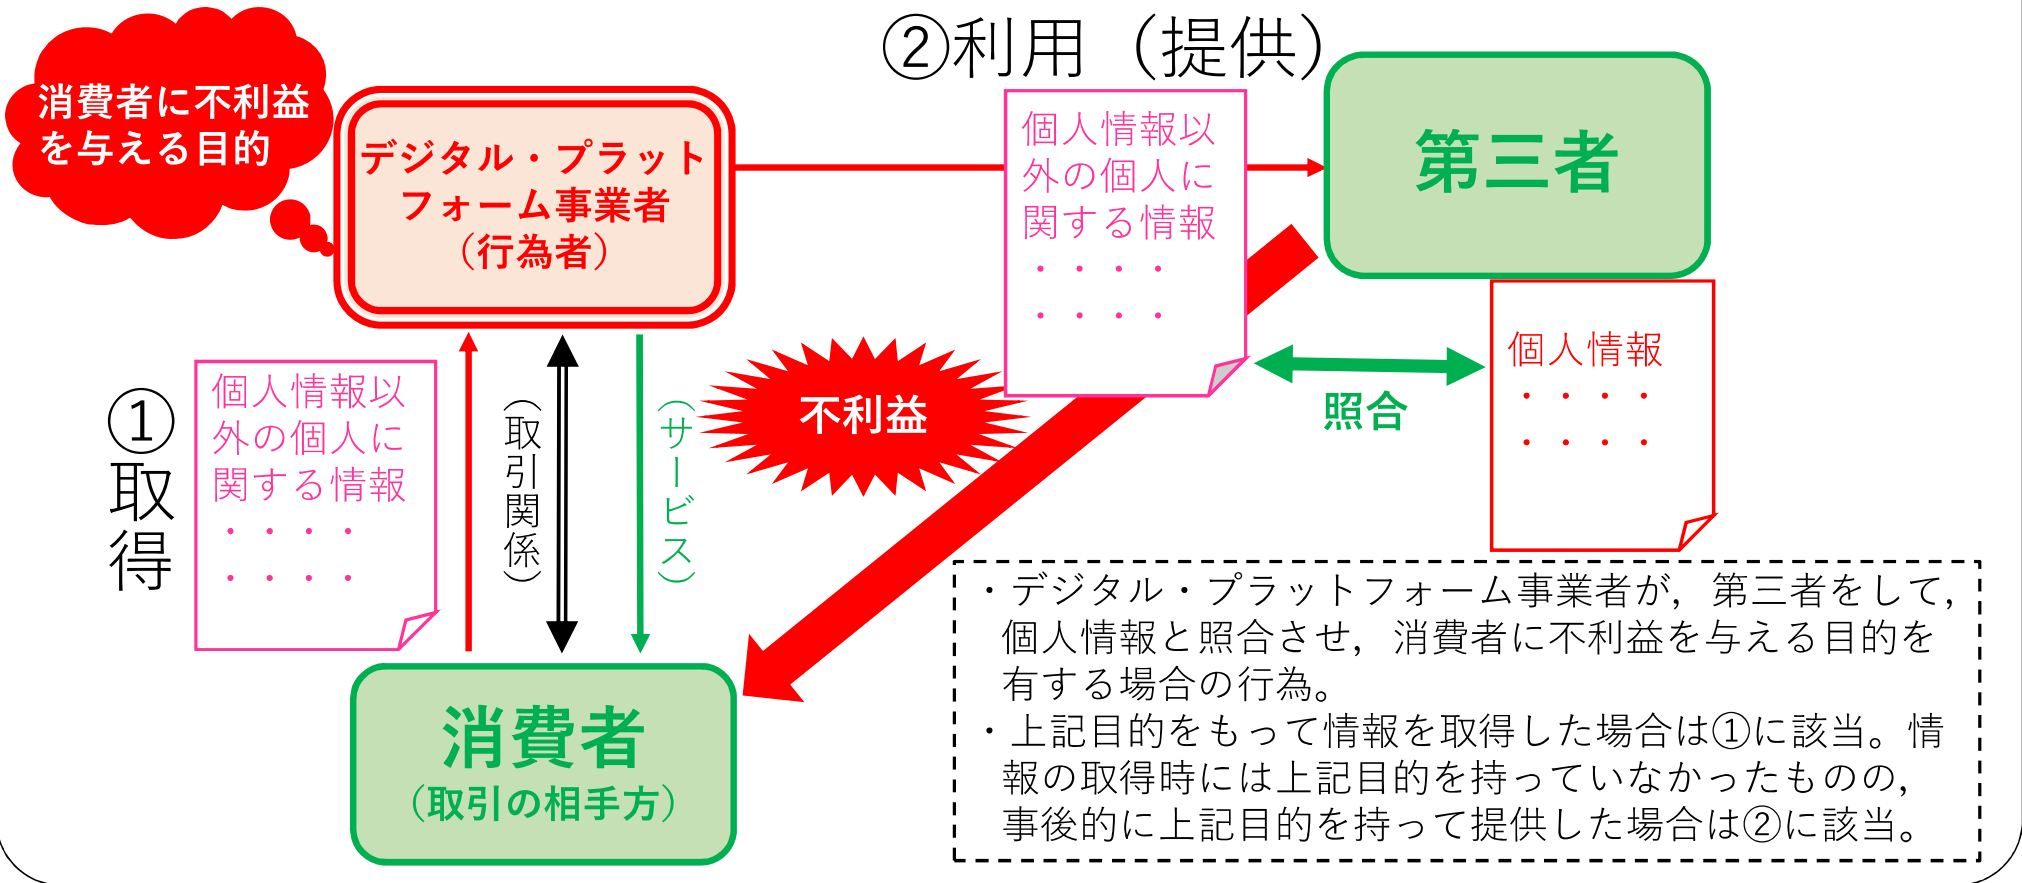 消費者に不利益
を与える目的
デジタル・プラット
フォーム事業者
（行為者）
②利用（提供）
個人情報以
外の個人に
関する情報
・・・・
・・・・
第三者
個人情報
・・・・
・・・・
照合
不利益
①取得
個人情報以
外の個人に
関する情報
・・・・
・・・・
（取引関係）
（サービス）
消費者
（取引の相手方）
・デジタル・プラットフォーム事業者が，第三者をして，
個人情報と照合させ，消費者に不利益を与える目的を
有する場合の行為。
・上記目的をもって情報を取得した場合は①に該当。情
報の取得時には上記目的を持っていなかったものの，
事後的に上記目的を持って提供した場合は②に該当。